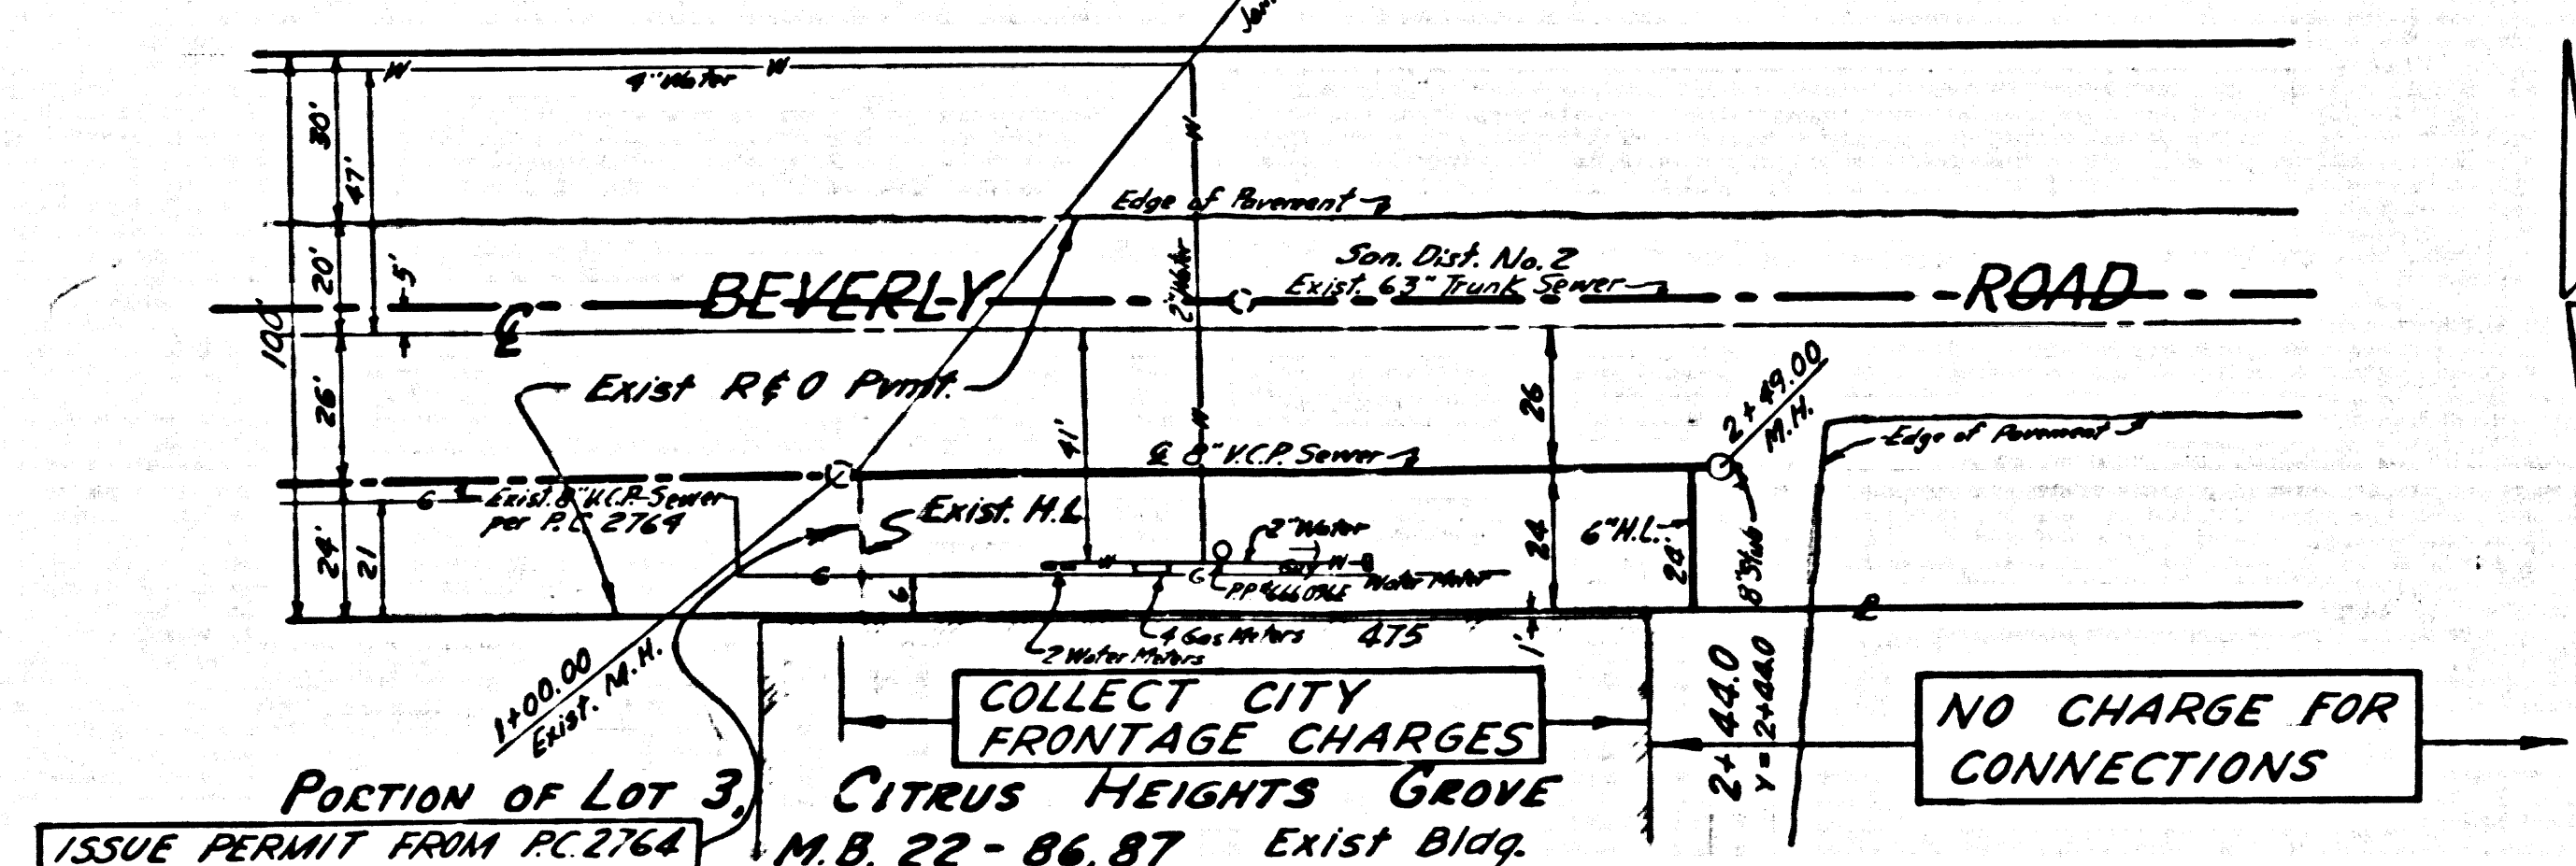 W
4" Water
W
30'
47'
W
Edge of Pavement
20'
5'
BEVERLY
2" Water
San. Dist. No. 2
Exist. 63" Trunk Sewer
ROAD
100'
℄
Exist R & O Pvmt.
26'
41'
W
26
2+49.00
M.H.
℄ 8" V.C.P. Sewer
Edge of Pavement
G
Exist. 8" V.C.P. Sewer
per P.C. 2764
Exist. H.L.
24'
21
2" Water
24
6" H.L.
24'
8" Stub
G
W
G
W
Water Meter
6
4 Gas Meters
475
2 Water Meters
1'
1+00.00
Exist. M.H.
COLLECT CITY
FRONTAGE CHARGES
2+44.0
Y = 2+44.0
NO CHARGE FOR
CONNECTIONS
PORTION OF LOT 3, CITRUS HEIGHTS GROVE
ISSUE PERMIT FROM P.C. 2764
M.B. 22 - 86,87
Exist Bldg.